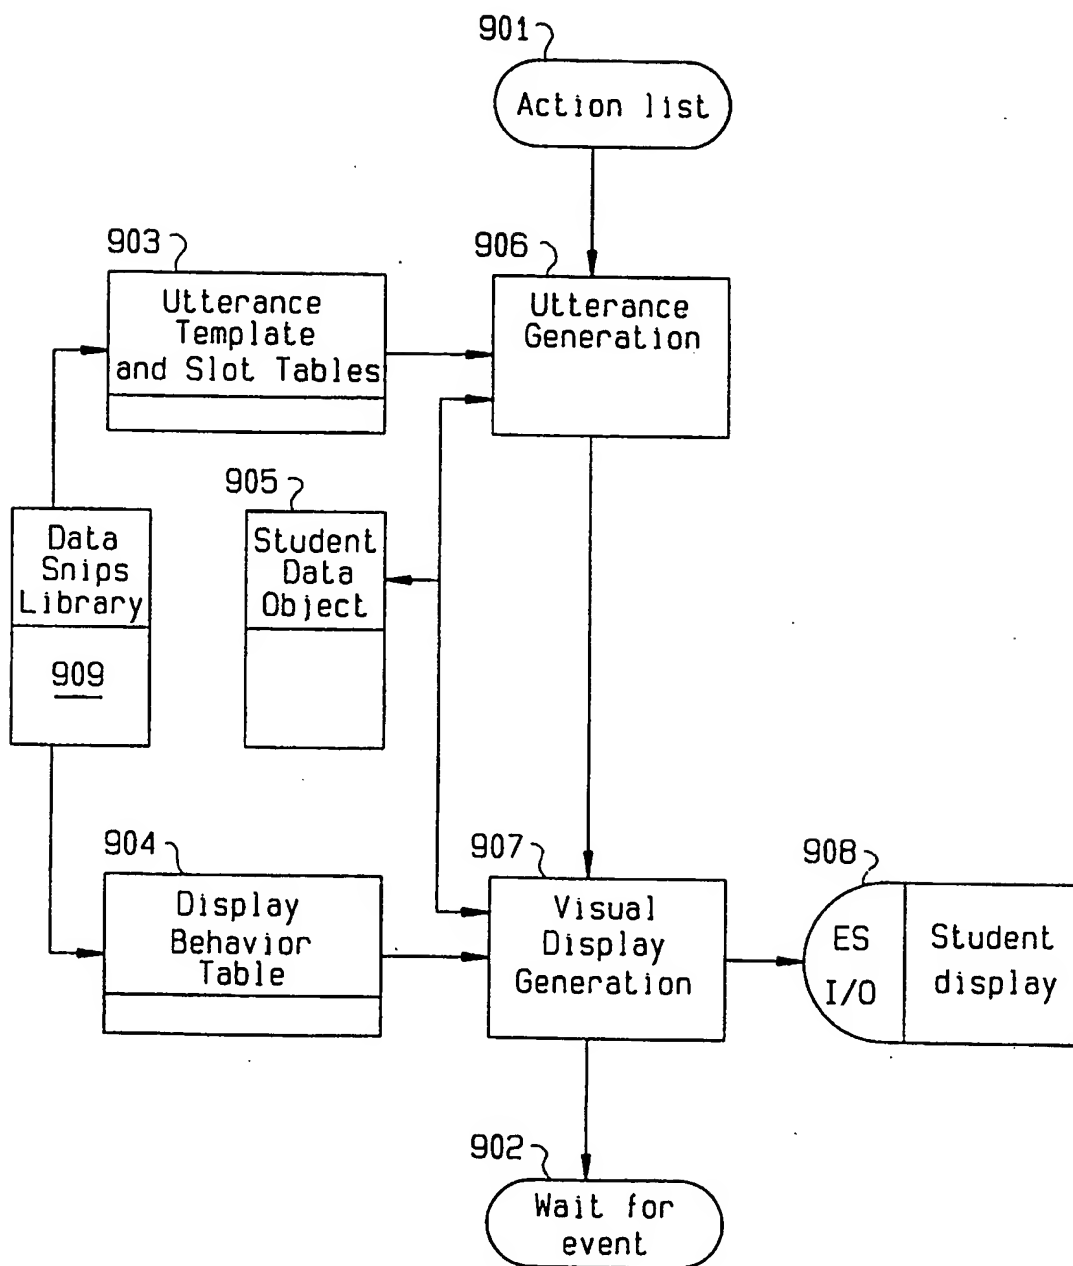 901
Action list
903
Utterance
Template
and Slot Tables
906
Utterance
Generation
905
Student
Data
Object
Data
Snips
Library
909
904
Display
Behavior
Table
907
Visual
Display
Generation
908
ES
I/O
Student
display
902
Wait for
event